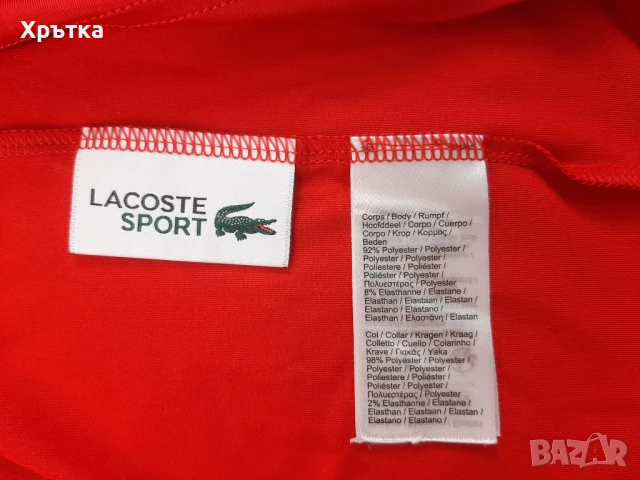 Хрътка
LACOSTE
SPORT
Corps / Body / Rumpf /
Hoofddeel / Corpo / Cuerpo /
Corpo / Krop / Κορμός /
Beden
92% Polyester / Polyester /
Polyester / Polyester /
Poliestere / Poliéster /
Poliéster / Polyester /
Πολυεστέρας / Polyester
8% Elasthanne / Elastane /
Elasthan / Elastaan / Elastan /
Elastano / Elastano /
Elasthan / Ελαστάνη / Elastan
Col / Collar / Kragen / Kraag /
Colletto / Cuello / Colarinho /
Krave / Γιακάς / Yaka
98% Polyester / Polyester /
Polyester / Polyester /
Poliestere / Poliéster /
Poliéster / Polyester /
Πολυεστέρας / Polyester
2% Elasthanne / Elastane /
Elasthan / Elastaan / Elastan /
Elastano / Elastano /
BAZAR
bg